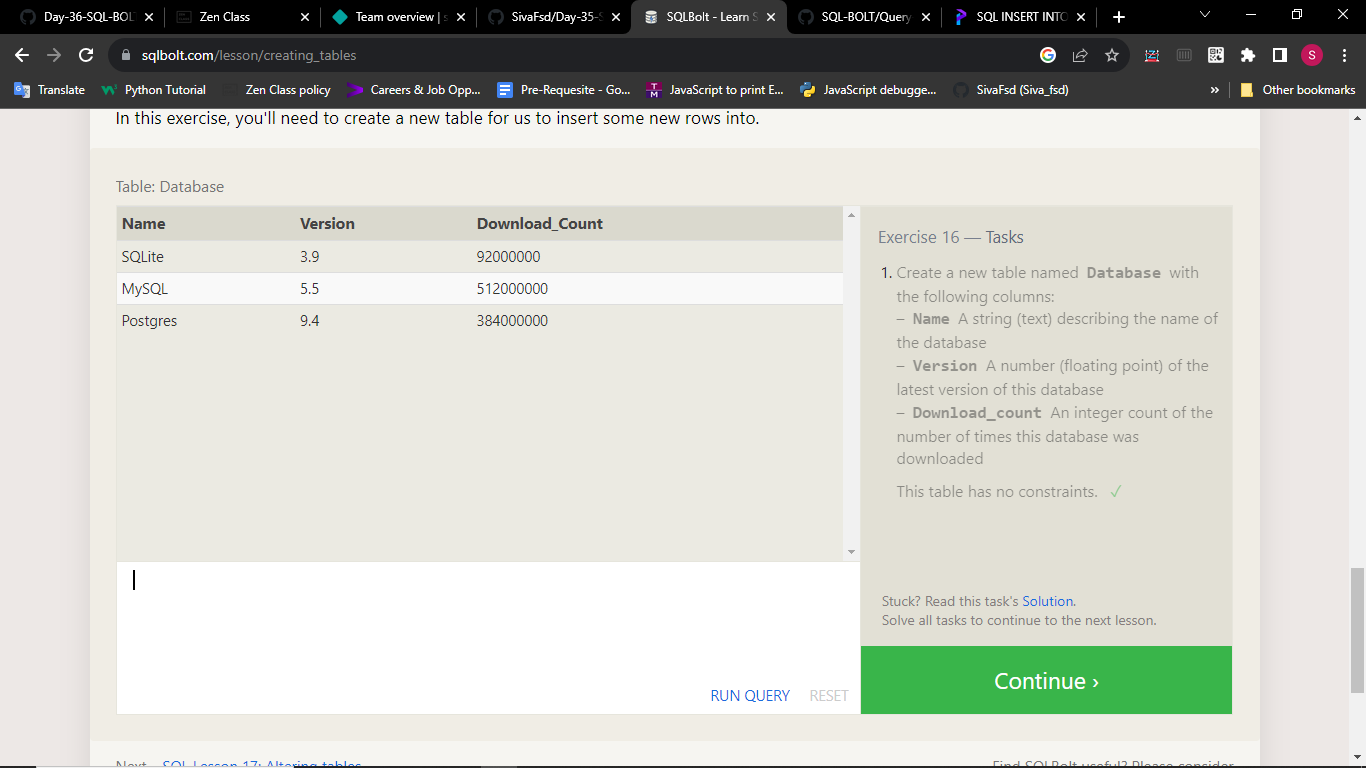 Day-36-SQL-BOL
Zen Class
Team overview | s
SivaFsd/Day-35-S
SQLBolt - Learn S
SQL-BOLT/Query
SQL INSERT INTO
sqlbolt.com/lesson/creating_tables
S
Translate
Python Tutorial
Zen Class policy
Careers & Job Opp...
Pre-Requesite - Go...
JavaScript to print E...
JavaScript debugge...
SivaFsd (Siva_fsd)
»
Other bookmarks
In this exercise, you'll need to create a new table for us to insert some new rows into.
Table: Database
Name Version Download_Count
SQLite 3.9 92000000
MySQL 5.5 512000000
Postgres 9.4 384000000
Exercise 16 — Tasks
1. Create a new table named Database with
the following columns:
– Name A string (text) describing the name of
the database
– Version A number (floating point) of the
latest version of this database
– Download_count An integer count of the
number of times this database was
downloaded
This table has no constraints. ✓
Stuck? Read this task's Solution.
Solve all tasks to continue to the next lesson.
RUN QUERY RESET
Continue ›
Next – SQL Lesson 17: Altering tables
Find SQLBolt useful? Please consider